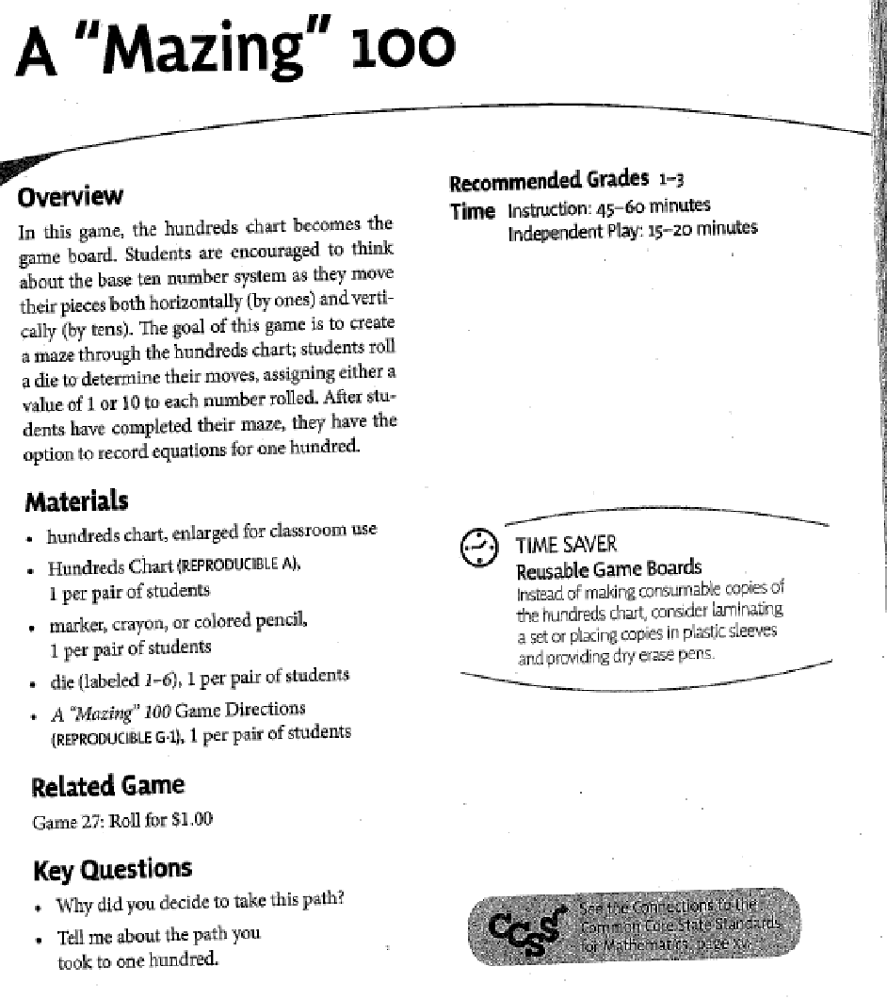 A “Mazing” 100
Overview
In this game, the hundreds chart becomes the
game board. Students are encouraged to think
about the base ten number system as they move
their pieces both horizontally (by ones) and verti-
cally (by tens). The goal of this game is to create
a maze through the hundreds chart; students roll
a die to determine their moves, assigning either a
value of 1 or 10 to each number rolled. After stu-
dents have completed their maze, they have the
option to record equations for one hundred.
Materials
• hundreds chart, enlarged for classroom use
• Hundreds Chart (REPRODUCIBLE A),
1 per pair of students
• marker, crayon, or colored pencil,
1 per pair of students
• die (labeled 1–6), 1 per pair of students
• A “Mazing” 100 Game Directions
(REPRODUCIBLE G-1), 1 per pair of students
Related Game
Game 27: Roll for $1.00
Key Questions
• Why did you decide to take this path?
• Tell me about the path you
took to one hundred.
Recommended Grades 1–3
Time Instruction: 45–60 minutes
Independent Play: 15–20 minutes
TIME SAVER
Reusable Game Boards
Instead of making consumable copies of
the hundreds chart, consider laminating
a set or placing copies in plastic sleeves
and providing dry erase pens.
CCSS
See the Connections to the
Common Core State Standards
for Mathematics, page